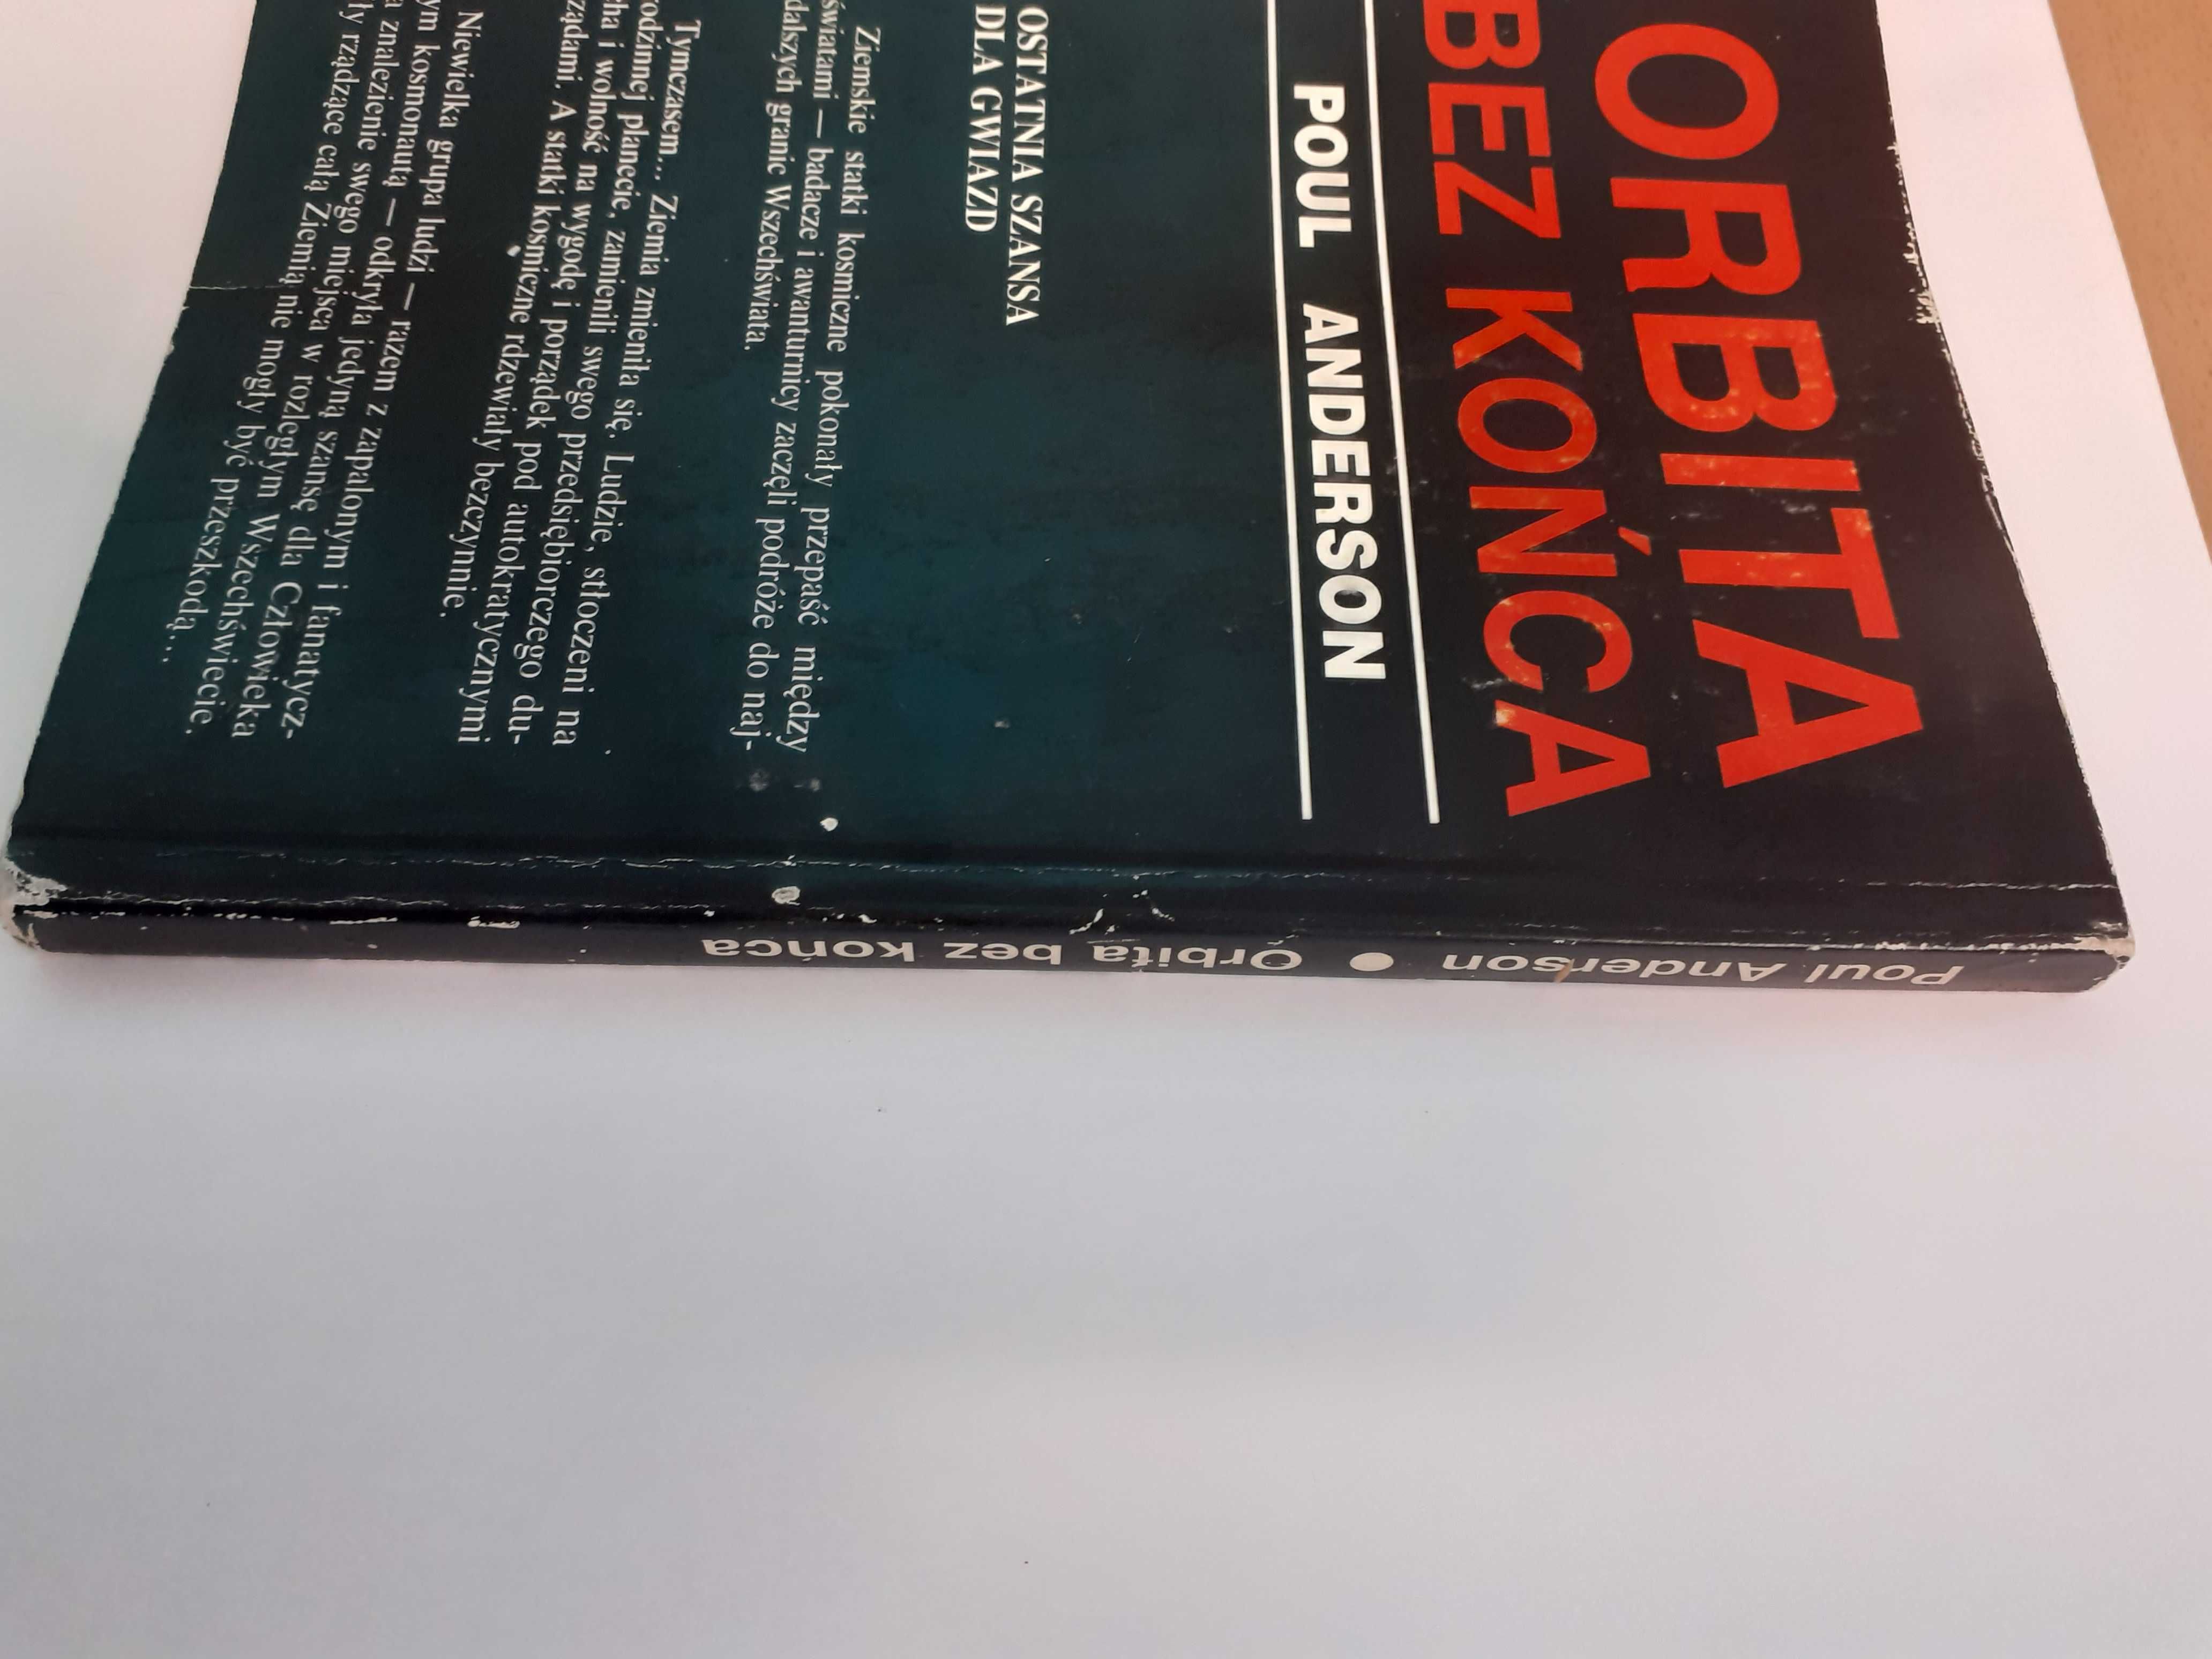 ORBITA
BEZ KOŃCA
POUL ANDERSON
OSTATNIA SZANSA
DLA GWIAZD
Ziemskie statki kosmiczne pokonały przepaść między
światami — badacze i awanturnicy zaczęli podróże do naj-
dalszych granic Wszechświata.
Tymczasem... Ziemia zmieniła się. Ludzie, stłoczeni na
rodzinnej planecie, zamienili swego przedsiębiorczego du-
cha i wolność na wygodę i porządek pod autokratycznymi
rządami. A statki kosmiczne rdzewiały bezczynnie.
Niewielka grupa ludzi — razem z zapalonym i fanatycz-
ym kosmonautą — odkryła jedyną szansę dla Człowieka
znalezienie swego miejsca w rozległym Wszechświecie.
ły rządzące całą Ziemią nie mogły być przeszkodą...
Poul Anderson ● Orbita bez końca